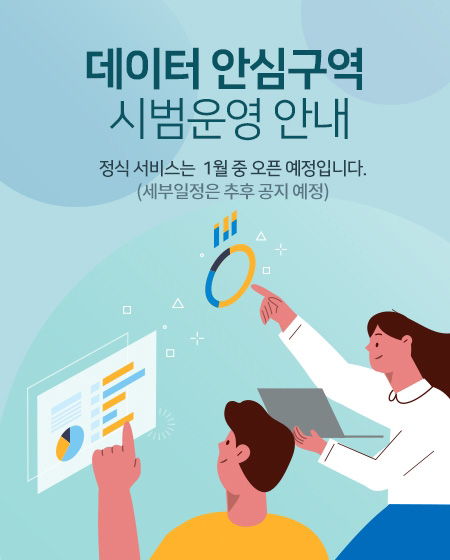 데이터 안심구역
시범운영 안내
정식 서비스는 1월 중 오픈 예정입니다.
(세부일정은 추후 공지 예정)